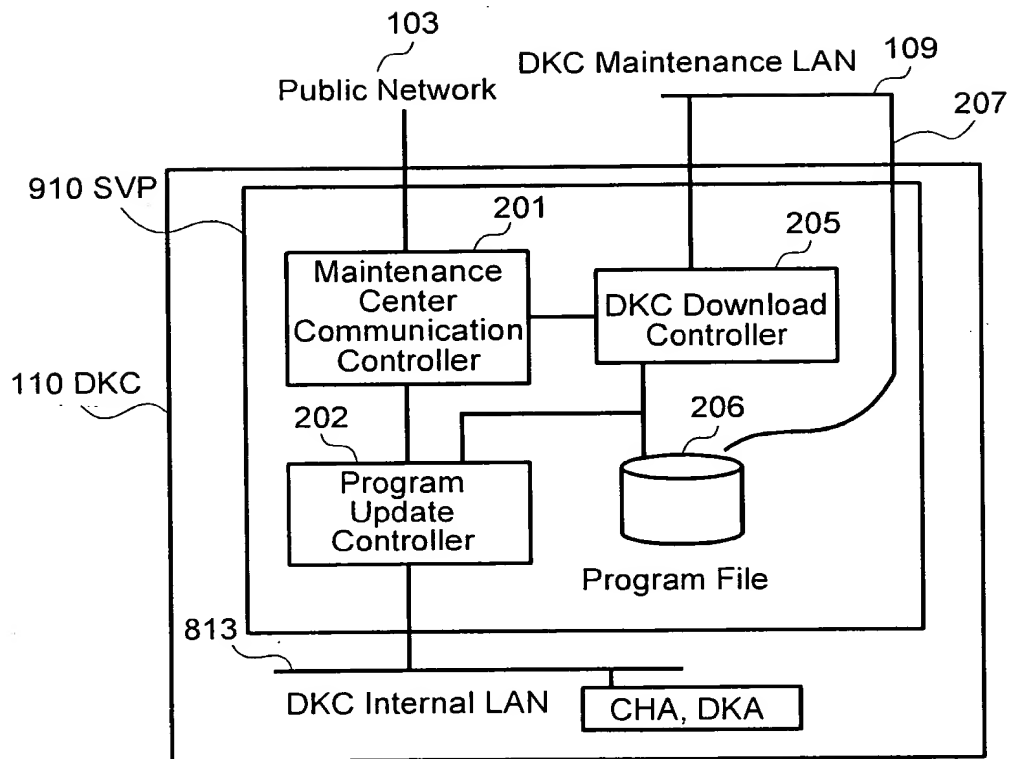 103
Public Network
DKC Maintenance LAN
109
207
910 SVP
201
205
Maintenance
Center
Communication
Controller
DKC Download
Controller
110 DKC
202
206
Program
Update
Controller
Program File
813
DKC Internal LAN
CHA, DKA